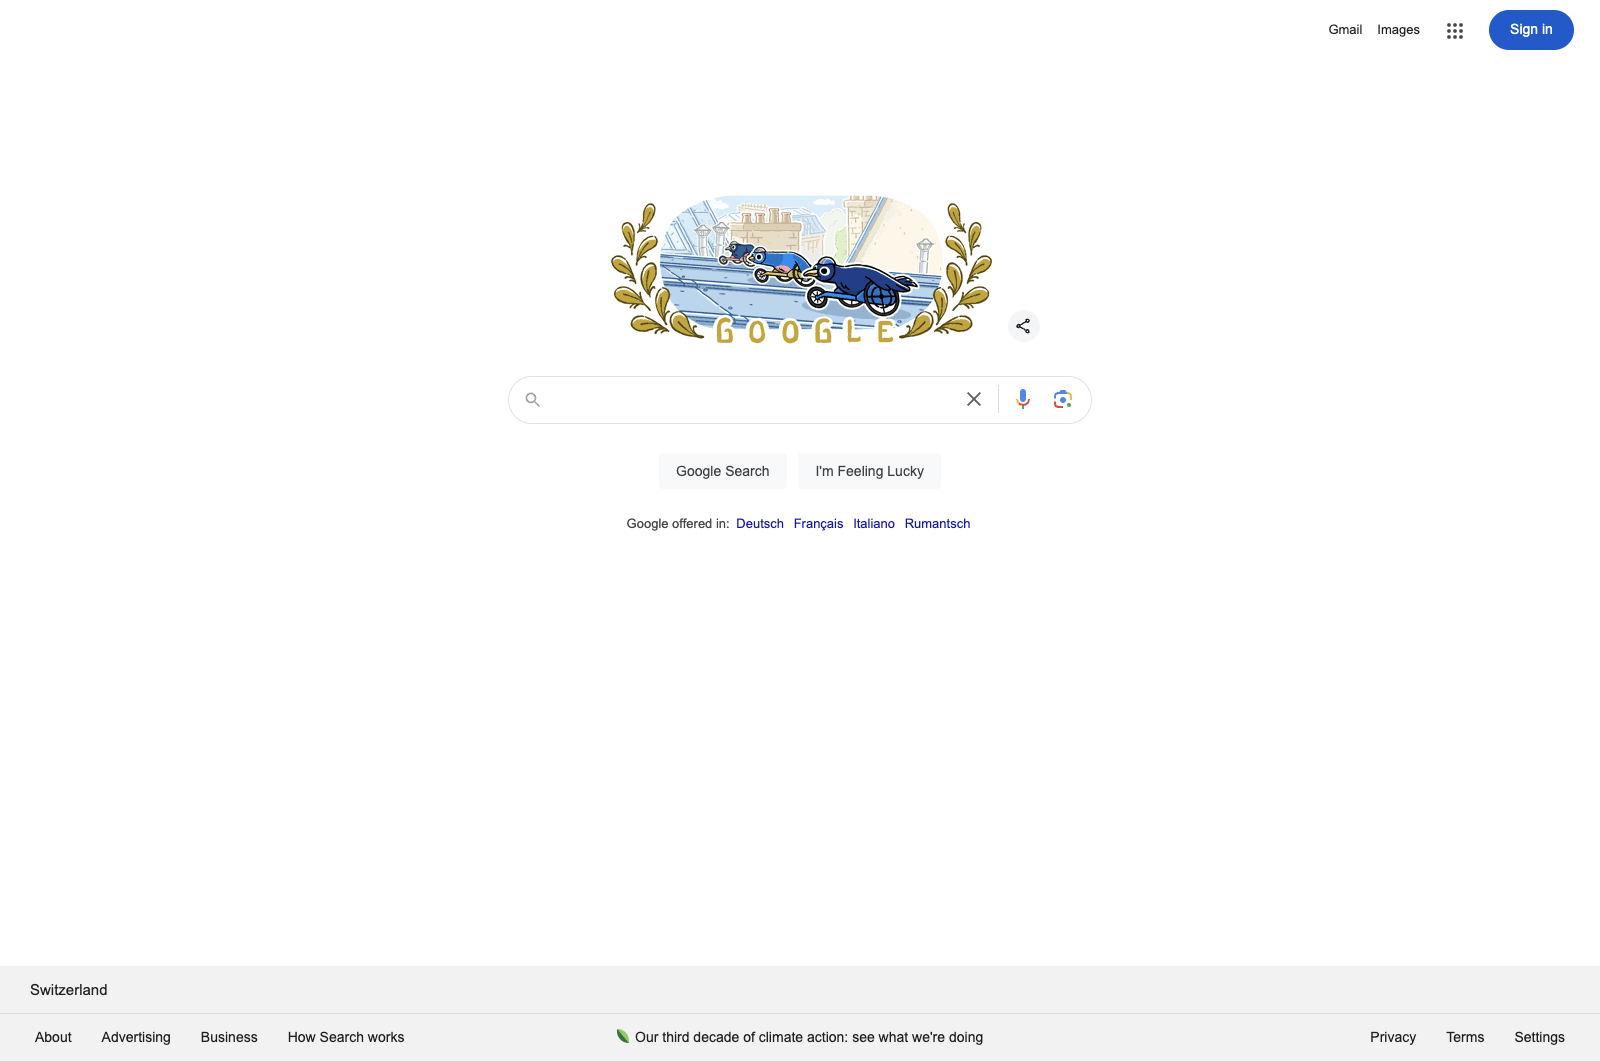 Gmail Images Sign in
GOOGLE
Google Search I'm Feeling Lucky
Google offered in: Deutsch Français Italiano Rumantsch
Switzerland
About Advertising Business How Search works Our third decade of climate action: see what we're doing Privacy Terms Settings